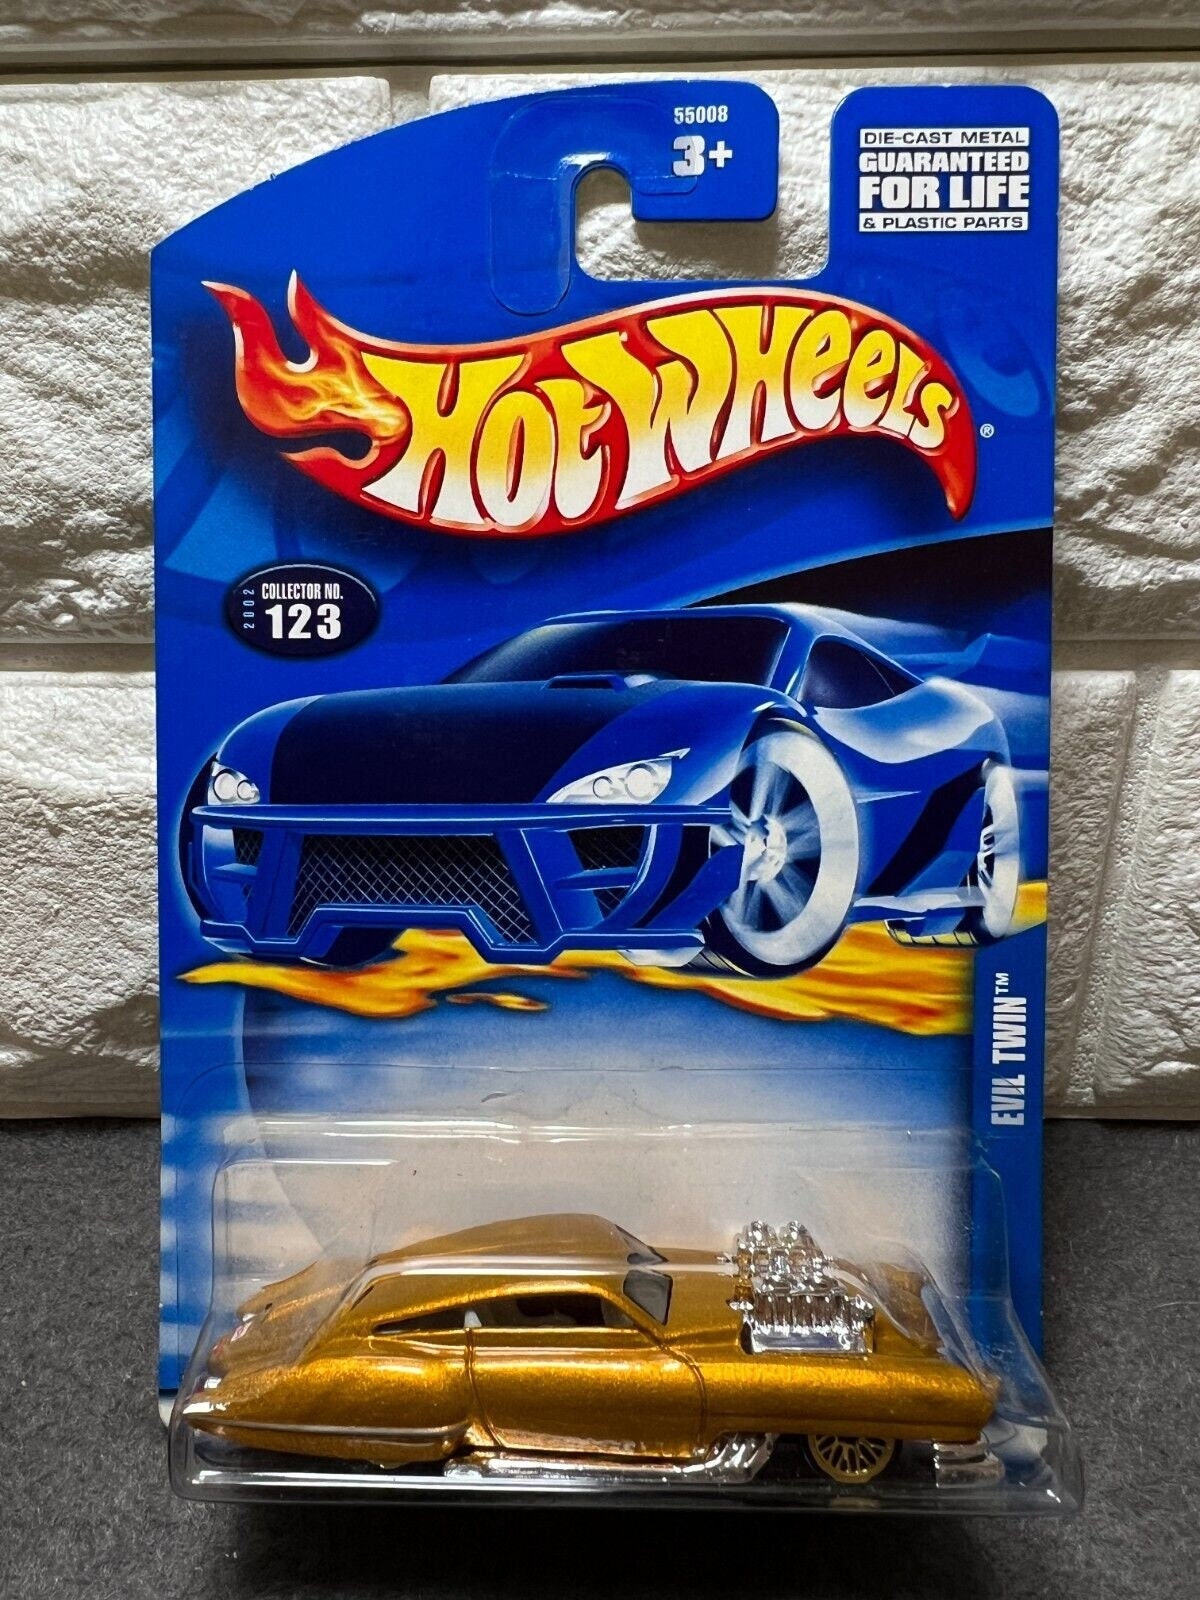 55008
3+
DIE-CAST METAL
GUARANTEED
FOR LIFE
& PLASTIC PARTS
HOT WHEELS®
2002
COLLECTOR NO.
123
EVIL TWIN™